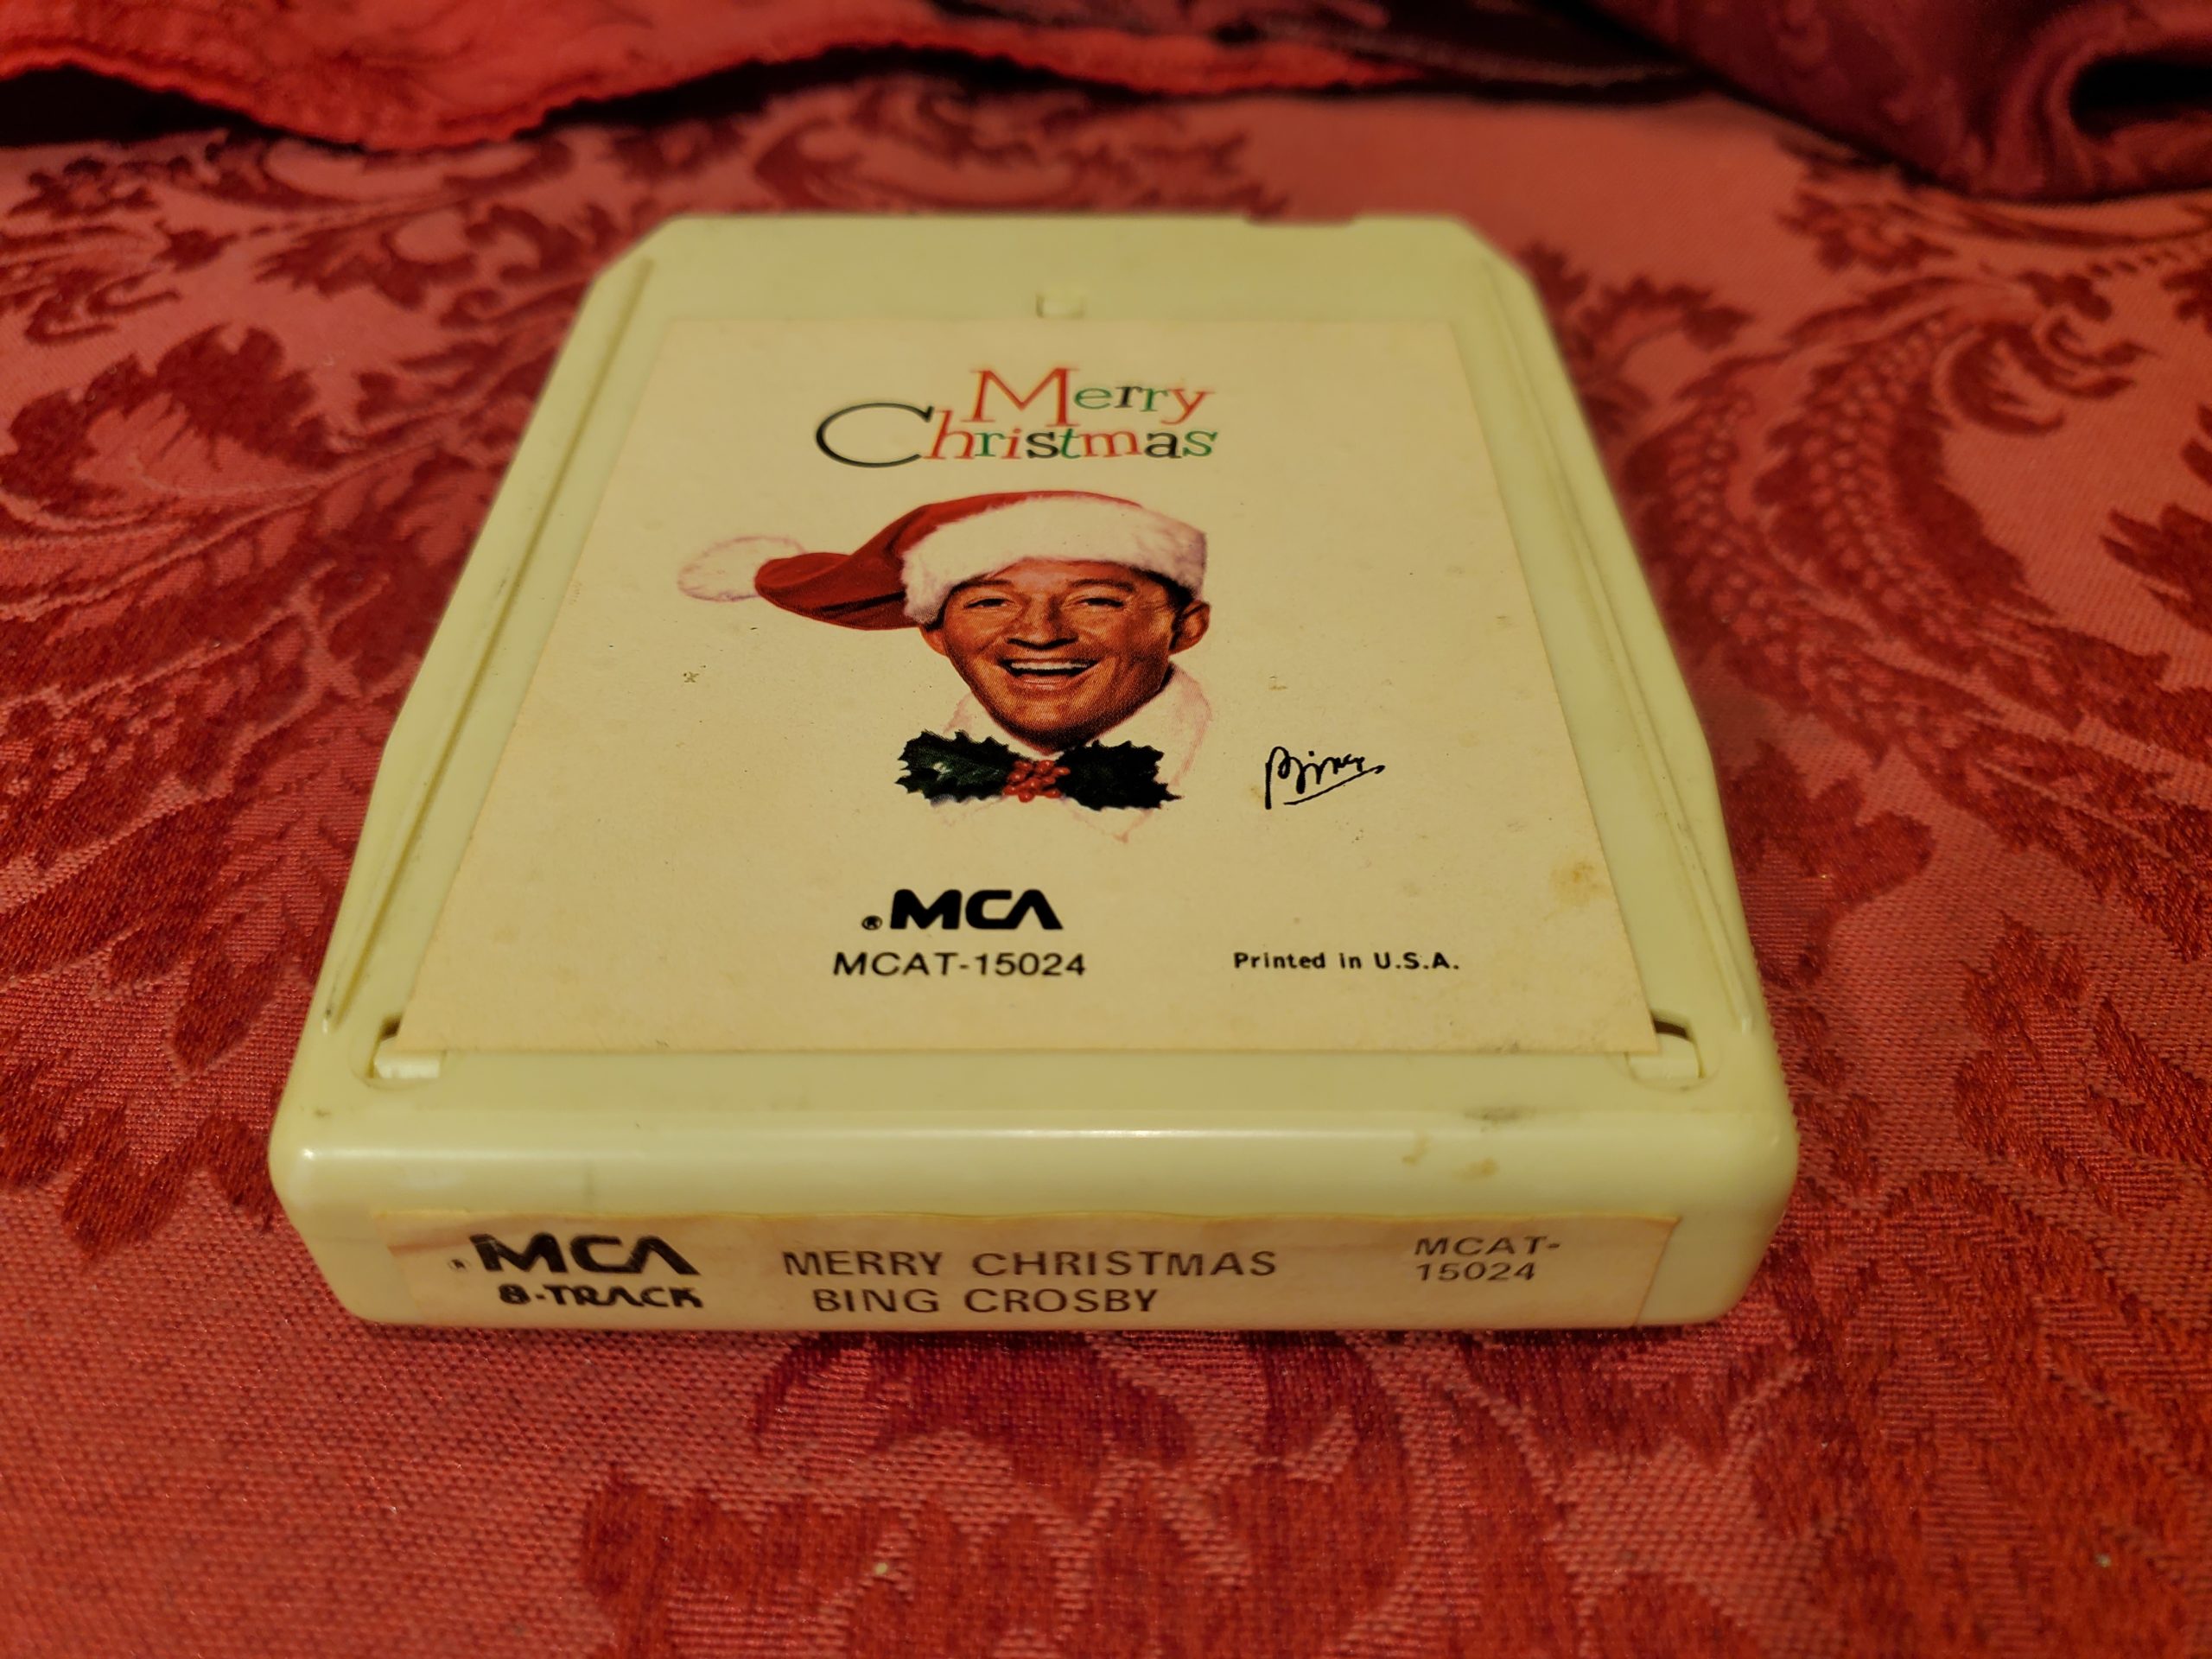 Merry
Christmas
Bing
® MCA
MCAT-15024
Printed in U.S.A.
® MCA
8-TRACK
MERRY CHRISTMAS
BING CROSBY
MCAT-
15024